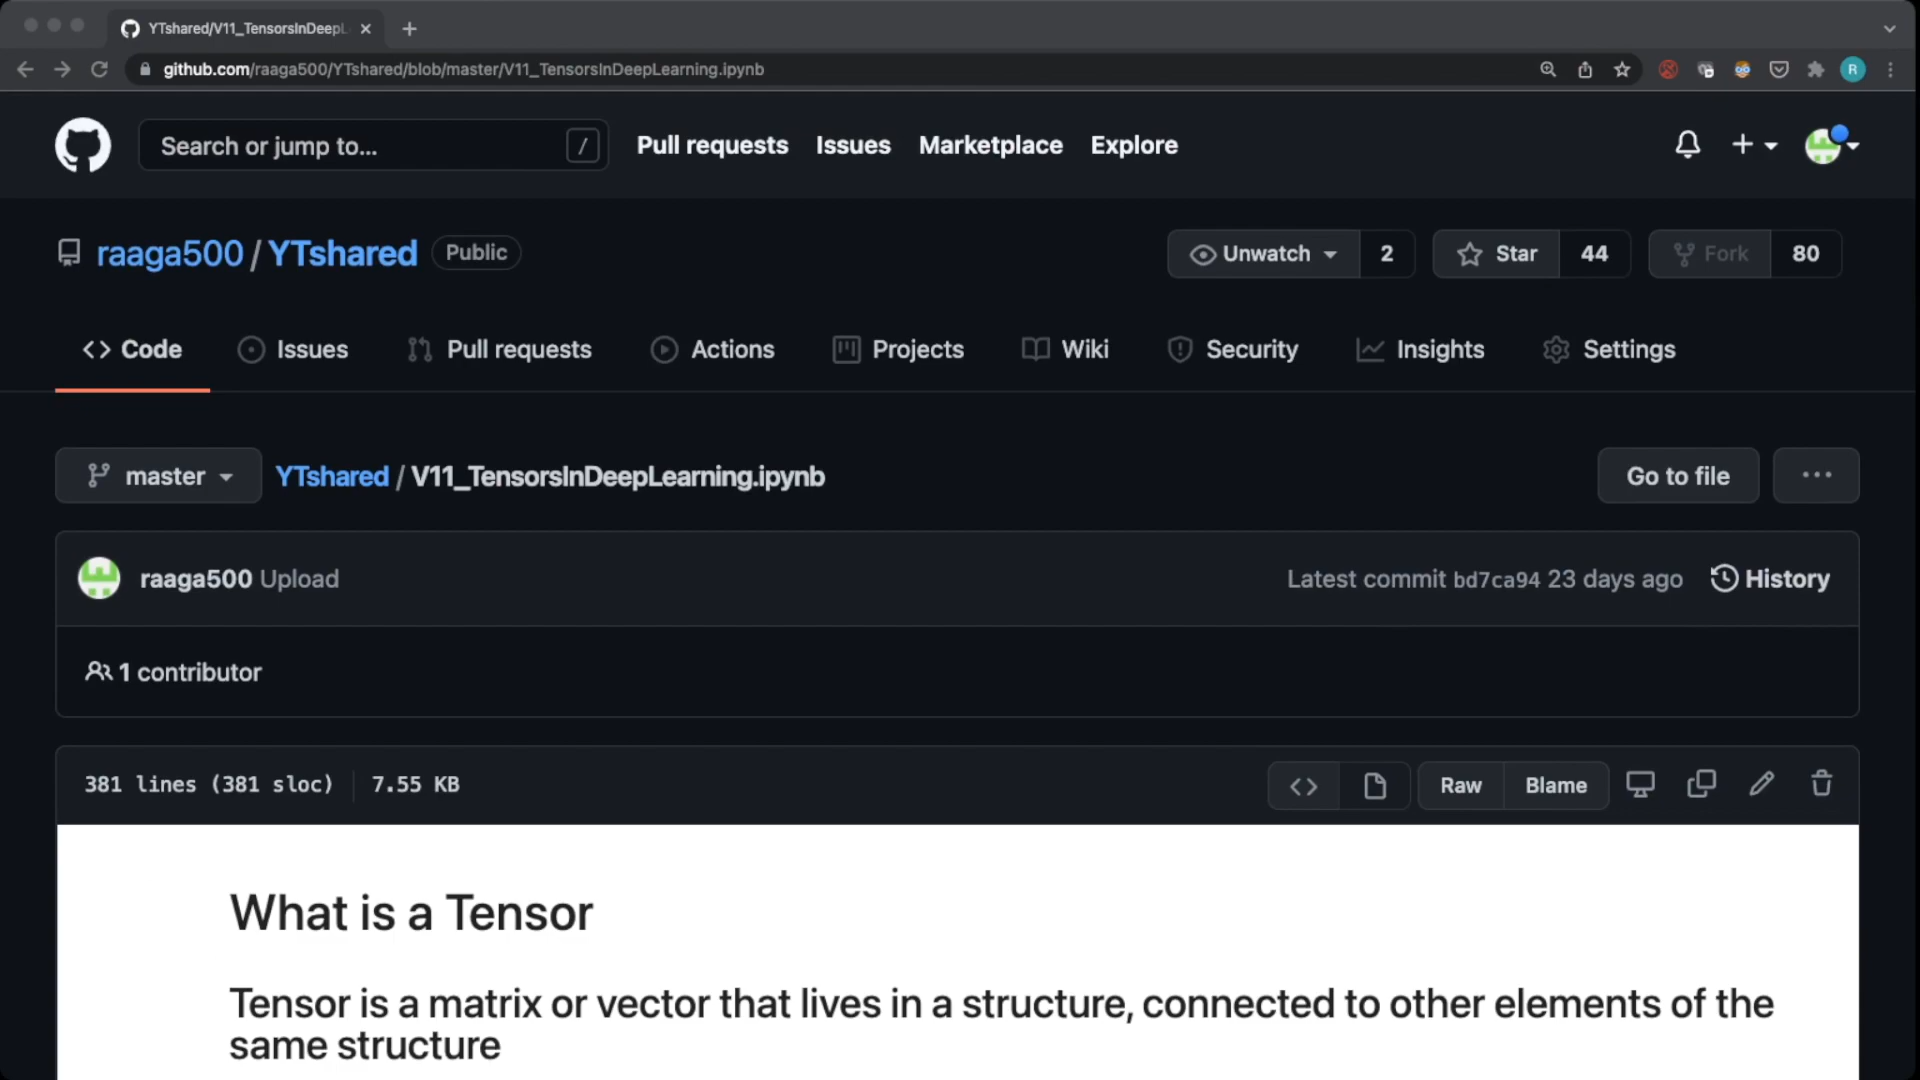 YTshared/V11_TensorsInDeepL
github.com/raaga500/YTshared/blob/master/V11_TensorsInDeepLearning.ipynb
R
Search or jump to... /
Pull requests Issues Marketplace Explore
raaga500 / YTshared Public
Unwatch 2 Star 44 Fork 80
Code Issues Pull requests Actions Projects Wiki Security Insights Settings
master YTshared / V11_TensorsInDeepLearning.ipynb Go to file ...
raaga500 Upload Latest commit bd7ca94 23 days ago History
1 contributor
381 lines (381 sloc) 7.55 KB Raw Blame
What is a Tensor
Tensor is a matrix or vector that lives in a structure, connected to other elements of the
same structure